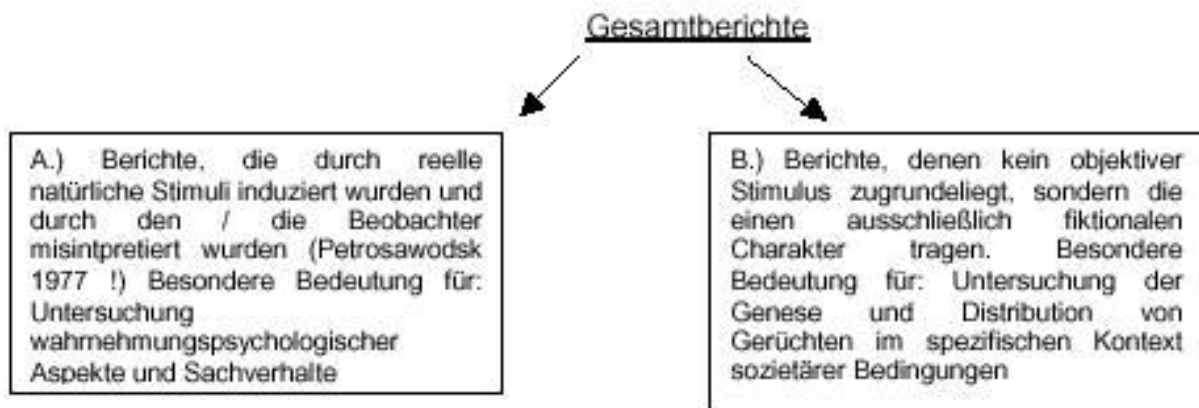 Gesamtberichte
A.) Berichte, die durch reelle
natürliche Stimuli induziert wurden und
durch den / die Beobachter
misintpretiert wurden (Petrosawodsk
1977 !) Besondere Bedeutung für:
Untersuchung
wahrnehmungspsychologischer
Aspekte und Sachverhalte
B.) Berichte, denen kein objektiver
Stimulus zugrundeliegt, sondern die
einen ausschließlich fiktionalen
Charakter tragen. Besondere
Bedeutung für: Untersuchung der
Genese und Distribution von
Gerüchten im spezifischen Kontext
sozietärer Bedingungen